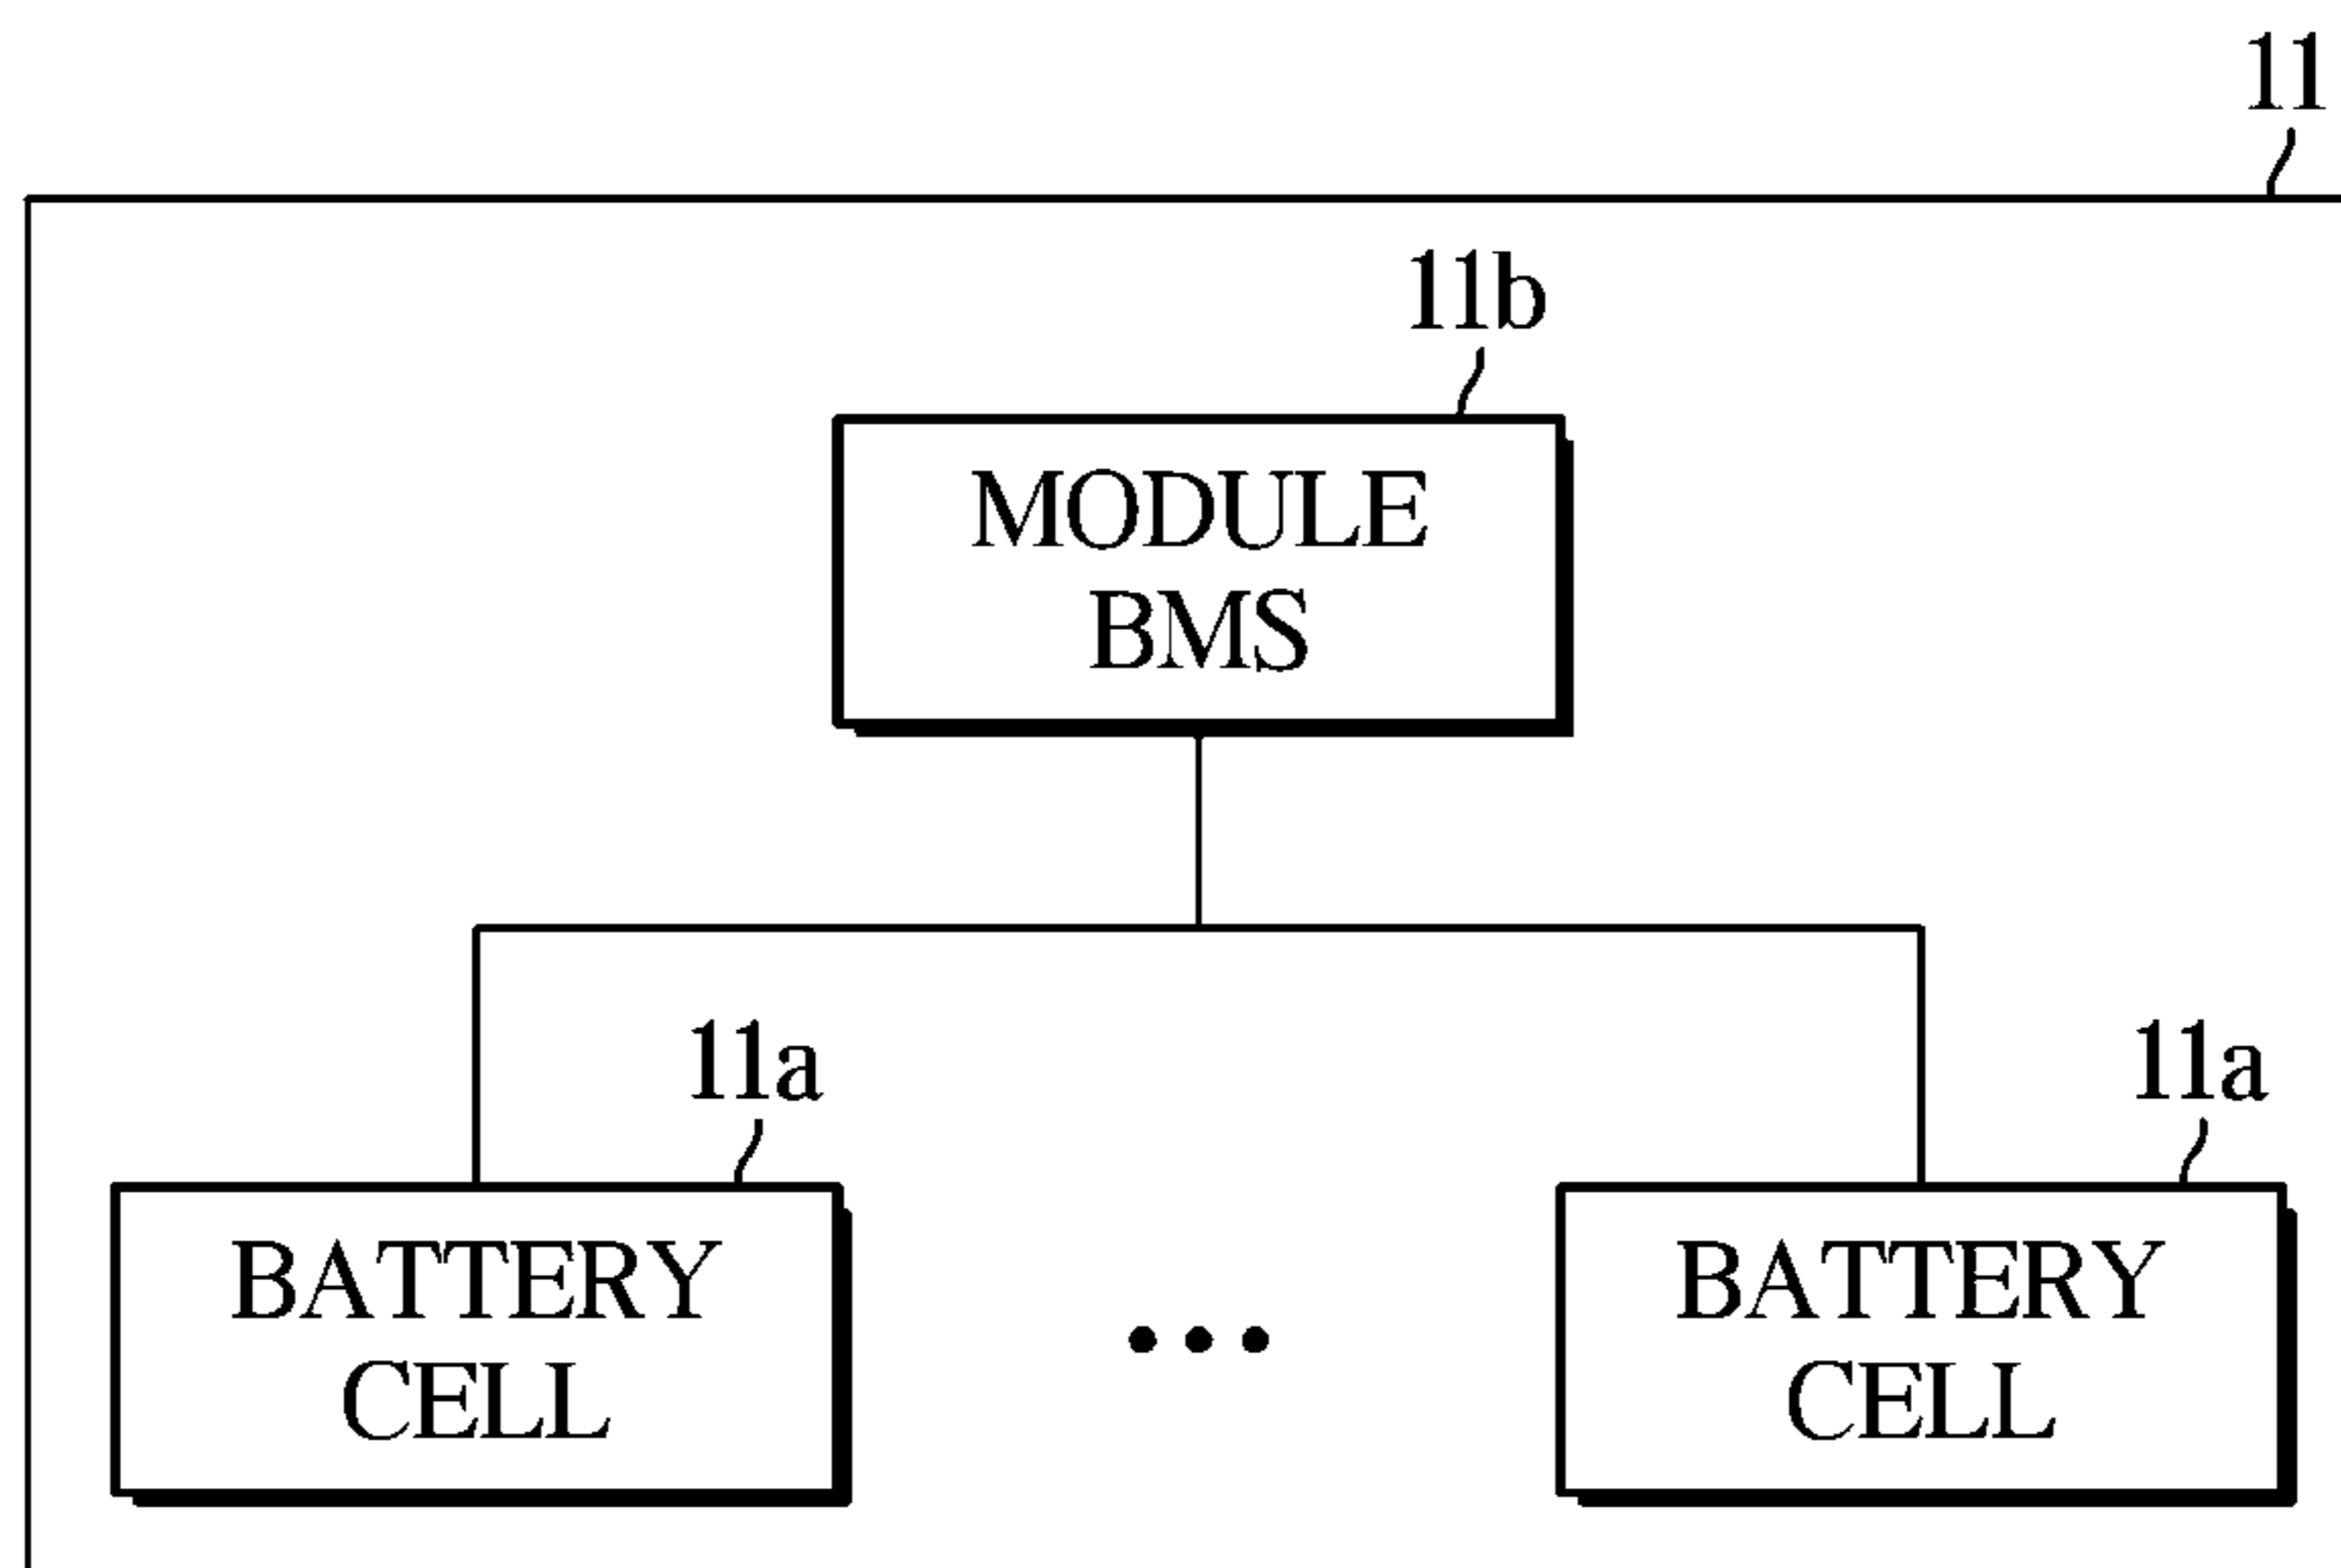 11
11b
MODULE
BMS
11a
11a
BATTERY
CELL
...
BATTERY
CELL